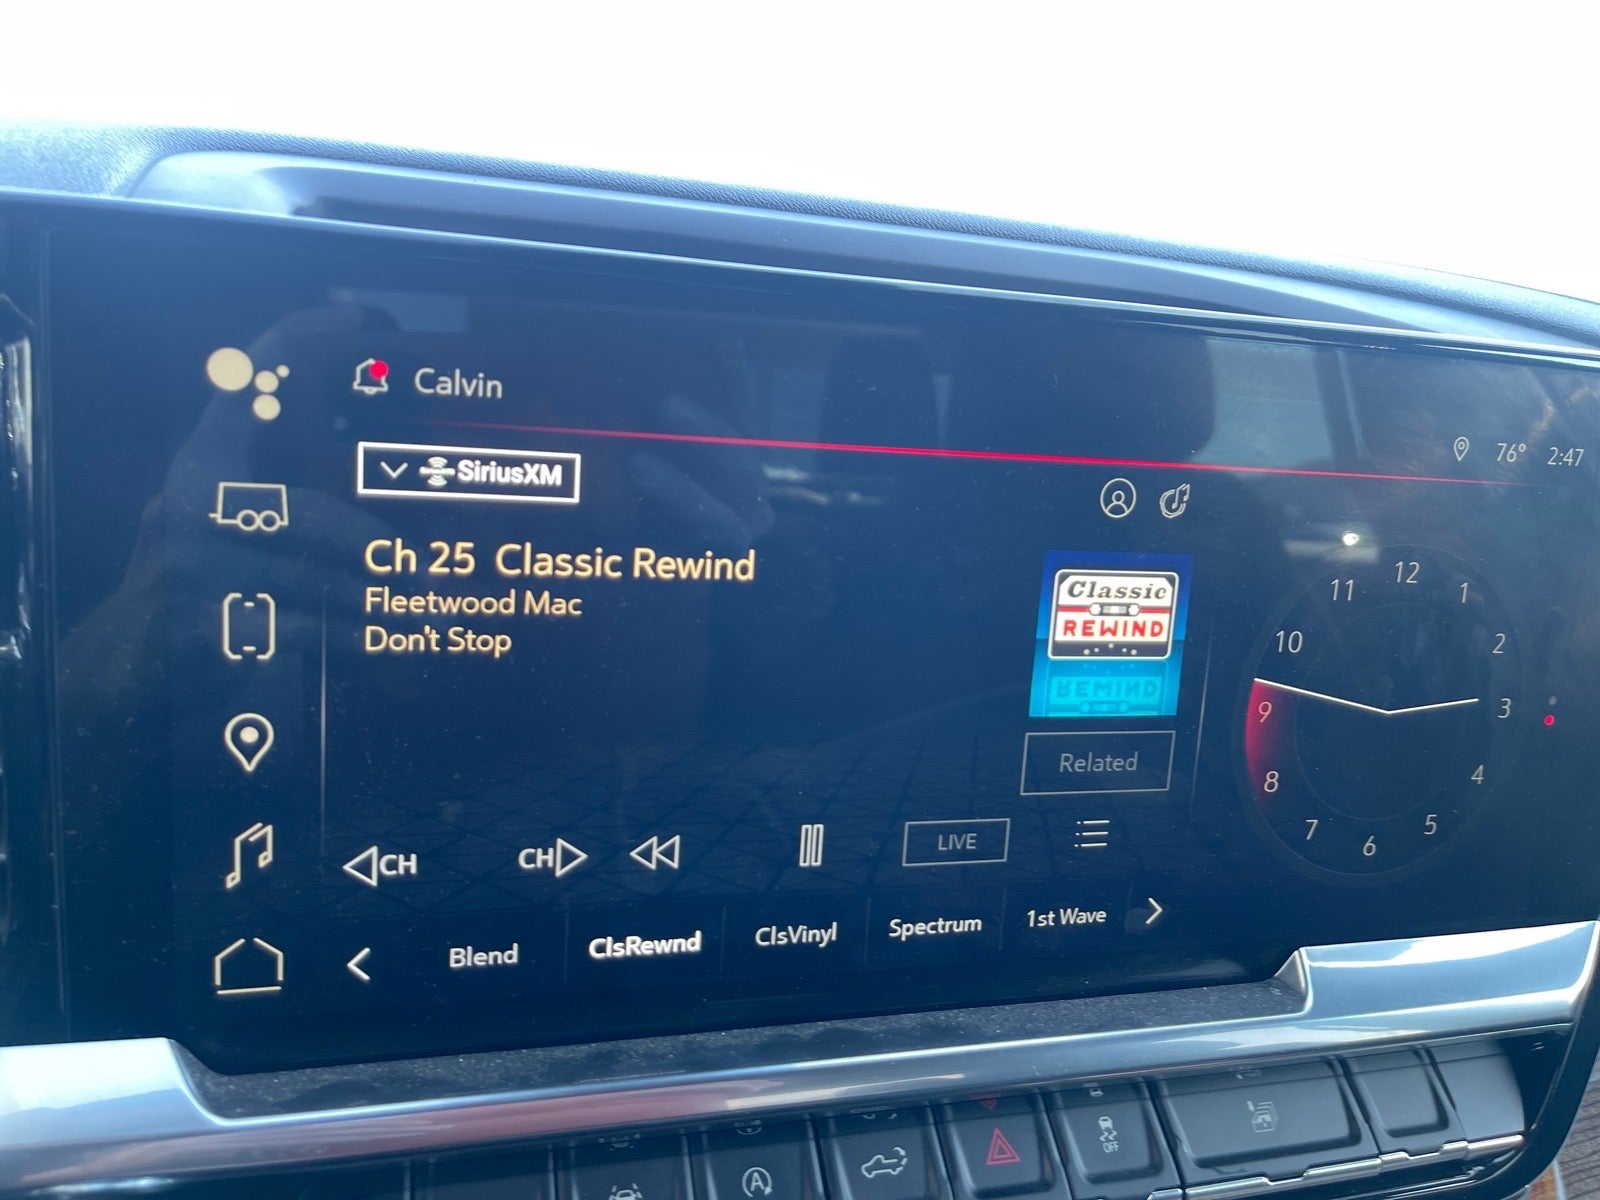 Calvin
76° 2:47
SiriusXM
Ch 25 Classic Rewind
Fleetwood Mac
Don't Stop
Classic
REWIND
REWIND
Related
12
1
2
3
4
5
6
7
8
9
10
11
CH
CH
LIVE
Blend
ClsRewnd
ClsVinyl
Spectrum
1st Wave
A
OFF